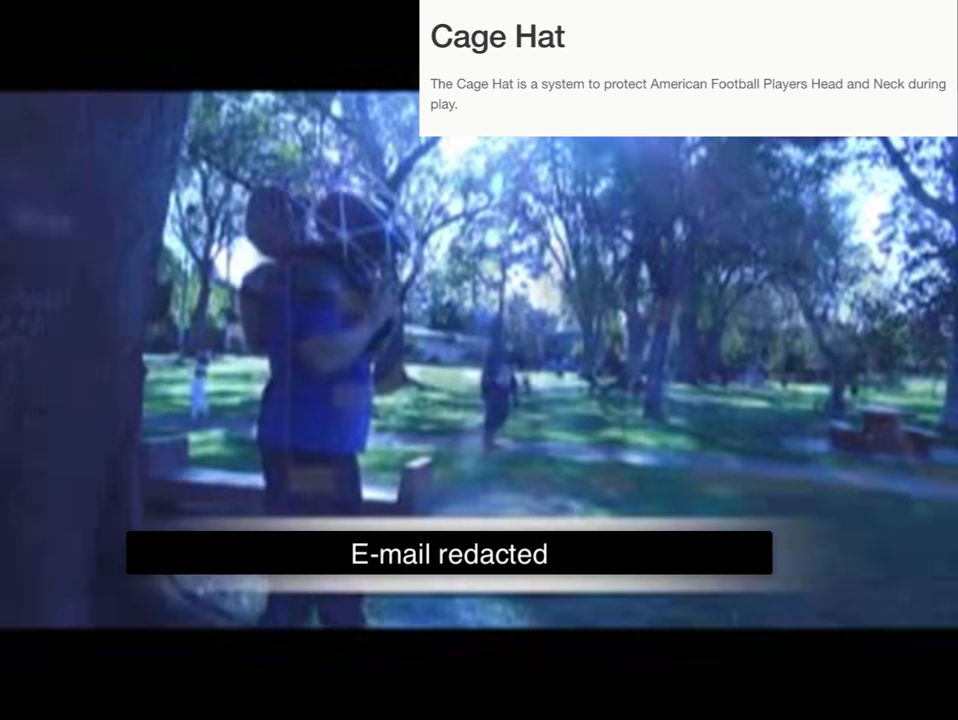 Cage Hat
The Cage Hat is a system to protect American Football Players Head and Neck during
play.
E-mail redacted